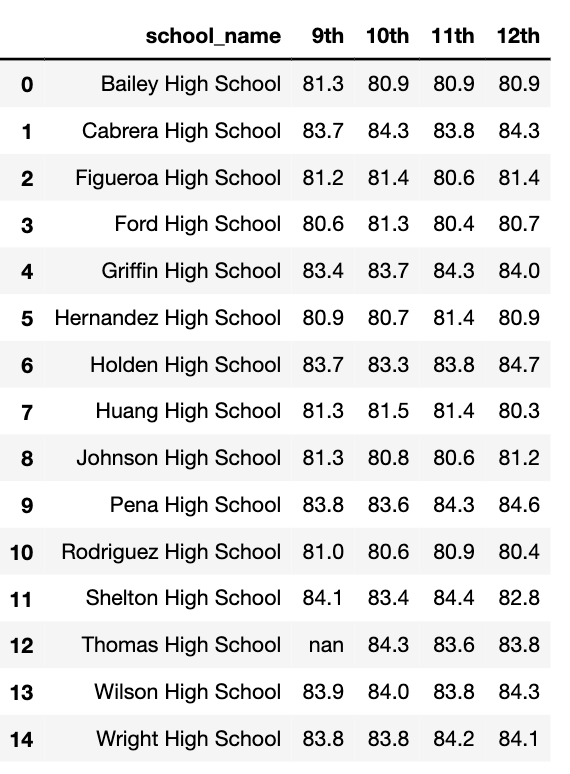 school_name 9th 10th 11th 12th
0 Bailey High School 81.3 80.9 80.9 80.9
1 Cabrera High School 83.7 84.3 83.8 84.3
2 Figueroa High School 81.2 81.4 80.6 81.4
3 Ford High School 80.6 81.3 80.4 80.7
4 Griffin High School 83.4 83.7 84.3 84.0
5 Hernandez High School 80.9 80.7 81.4 80.9
6 Holden High School 83.7 83.3 83.8 84.7
7 Huang High School 81.3 81.5 81.4 80.3
8 Johnson High School 81.3 80.8 80.6 81.2
9 Pena High School 83.8 83.6 84.3 84.6
10 Rodriguez High School 81.0 80.6 80.9 80.4
11 Shelton High School 84.1 83.4 84.4 82.8
12 Thomas High School nan 84.3 83.6 83.8
13 Wilson High School 83.9 84.0 83.8 84.3
14 Wright High School 83.8 83.8 84.2 84.1